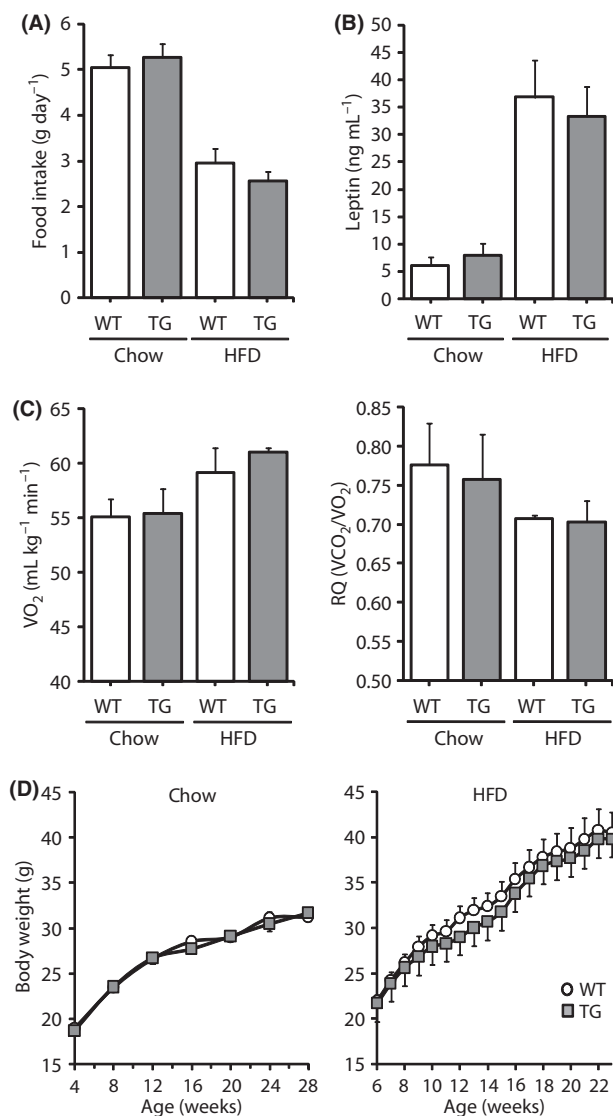 (A)
Food intake (g day⁻¹)
6
5
4
3
2
1
0
WT TG WT TG
Chow HFD
(B)
Leptin (ng mL⁻¹)
50
45
40
35
30
25
20
15
10
5
0
WT TG WT TG
Chow HFD
(C)
VO₂ (mL kg⁻¹ min⁻¹)
65
60
55
50
45
40
WT TG WT TG
Chow HFD
RQ (VCO₂/VO₂)
0.85
0.80
0.75
0.70
0.65
0.60
0.55
0.50
WT TG WT TG
Chow HFD
(D)
Chow
Body weight (g)
45
40
35
30
25
20
15
4 8 12 16 20 24 28
Age (weeks)
HFD
45
40
35
30
25
20
15
WT
TG
6 8 10 12 14 16 18 20 22
Age (weeks)